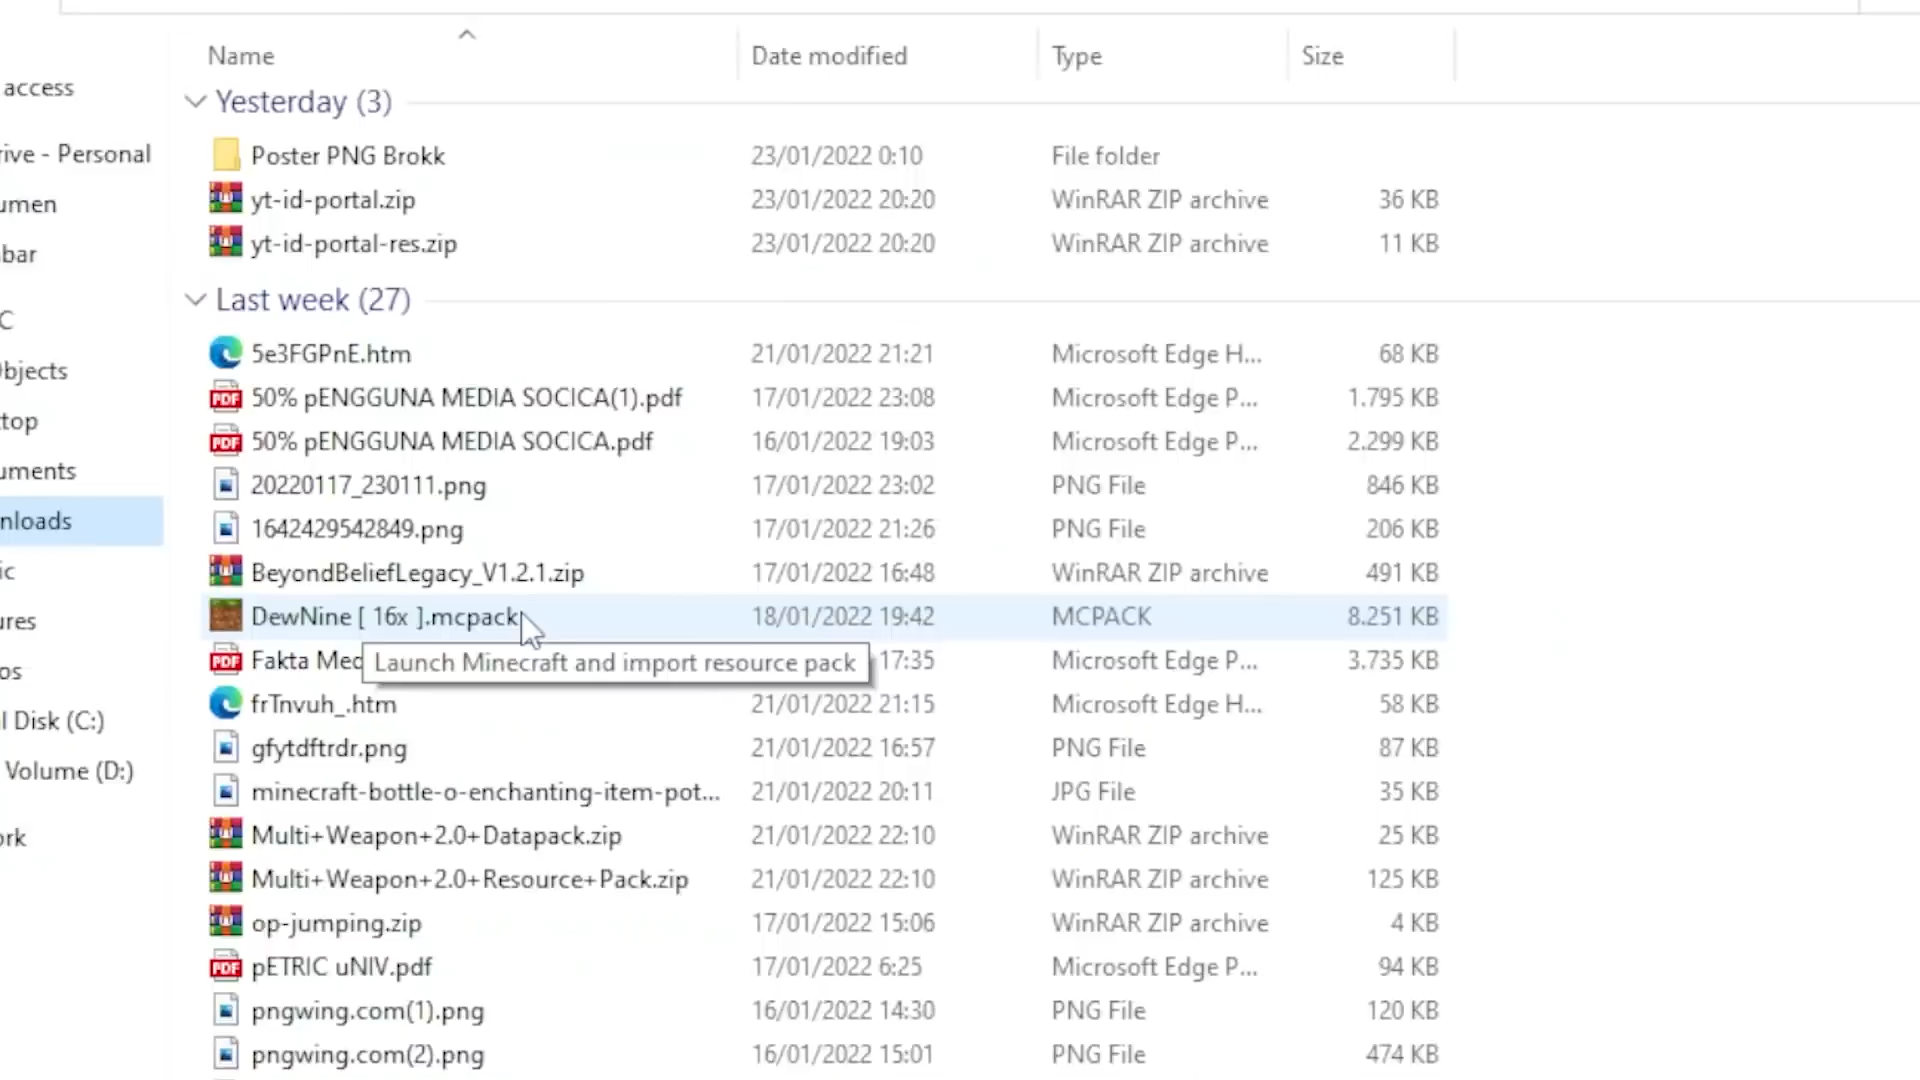 Name Date modified Type Size
access
Yesterday (3)
rive - Personal
Poster PNG Brokk 23/01/2022 0:10 File folder
umen
yt-id-portal.zip 23/01/2022 20:20 WinRAR ZIP archive 36 KB
bar
yt-id-portal-res.zip 23/01/2022 20:20 WinRAR ZIP archive 11 KB
Last week (27)
C
5e3FGPnE.htm 21/01/2022 21:21 Microsoft Edge H... 68 KB
bjects
50% pENGGUNA MEDIA SOCICA(1).pdf 17/01/2022 23:08 Microsoft Edge P... 1.795 KB
top
50% pENGGUNA MEDIA SOCICA.pdf 16/01/2022 19:03 Microsoft Edge P... 2.299 KB
uments
20220117_230111.png 17/01/2022 23:02 PNG File 846 KB
nloads
1642429542849.png 17/01/2022 21:26 PNG File 206 KB
ic
BeyondBeliefLegacy_V1.2.1.zip 17/01/2022 16:48 WinRAR ZIP archive 491 KB
ures
DewNine [ 16x ].mcpack 18/01/2022 19:42 MCPACK 8.251 KB
os
Fakta Med 17:35 Microsoft Edge P... 3.735 KB
Launch Minecraft and import resource pack
l Disk (C:)
frTnvuh_.htm 21/01/2022 21:15 Microsoft Edge H... 58 KB
gfytdftrdr.png 21/01/2022 16:57 PNG File 87 KB
Volume (D:)
minecraft-bottle-o-enchanting-item-pot... 21/01/2022 20:11 JPG File 35 KB
ork
Multi+Weapon+2.0+Datapack.zip 21/01/2022 22:10 WinRAR ZIP archive 25 KB
Multi+Weapon+2.0+Resource+Pack.zip 21/01/2022 22:10 WinRAR ZIP archive 125 KB
op-jumping.zip 17/01/2022 15:06 WinRAR ZIP archive 4 KB
pETRIC uNIV.pdf 17/01/2022 6:25 Microsoft Edge P... 94 KB
pngwing.com(1).png 16/01/2022 14:30 PNG File 120 KB
pngwing.com(2).png 16/01/2022 15:01 PNG File 474 KB